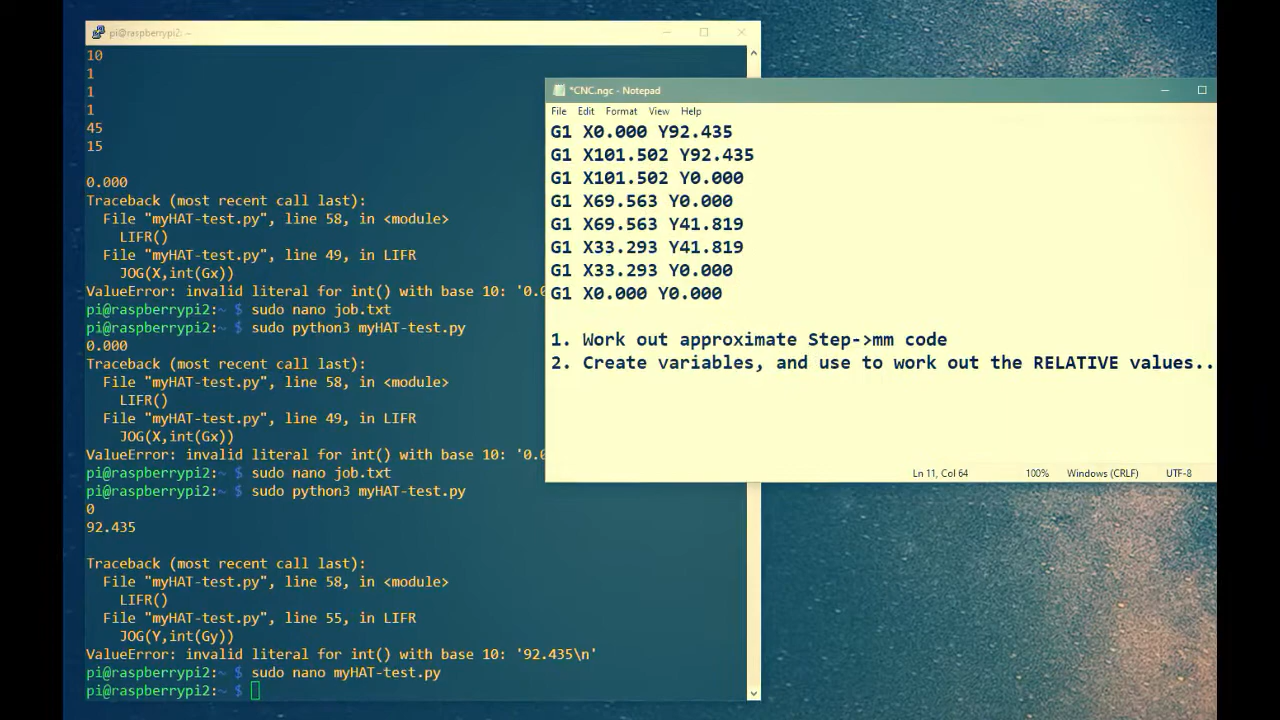 pi@raspberrypi2: ~
10
1
1
1
45
15
0.000
Traceback (most recent call last):
File "myHAT-test.py", line 58, in <module>
LIFR()
File "myHAT-test.py", line 49, in LIFR
JOG(X,int(Gx))
ValueError: invalid literal for int() with base 10: '0.0
pi@raspberrypi2:~ $ sudo nano job.txt
pi@raspberrypi2:~ $ sudo python3 myHAT-test.py
0.000
Traceback (most recent call last):
File "myHAT-test.py", line 58, in <module>
LIFR()
File "myHAT-test.py", line 49, in LIFR
JOG(X,int(Gx))
ValueError: invalid literal for int() with base 10: '0.0
pi@raspberrypi2:~ $ sudo nano job.txt
pi@raspberrypi2:~ $ sudo python3 myHAT-test.py
0
92.435
Traceback (most recent call last):
File "myHAT-test.py", line 58, in <module>
LIFR()
File "myHAT-test.py", line 55, in LIFR
JOG(Y,int(Gy))
ValueError: invalid literal for int() with base 10: '92.435\n'
pi@raspberrypi2:~ $ sudo nano myHAT-test.py
pi@raspberrypi2:~ $
*CNC.ngc - Notepad
File Edit Format View Help
G1 X0.000 Y92.435
G1 X101.502 Y92.435
G1 X101.502 Y0.000
G1 X69.563 Y0.000
G1 X69.563 Y41.819
G1 X33.293 Y41.819
G1 X33.293 Y0.000
G1 X0.000 Y0.000
1. Work out approximate Step->mm code
2. Create variables, and use to work out the RELATIVE values..
Ln 11, Col 64 100% Windows (CRLF) UTF-8